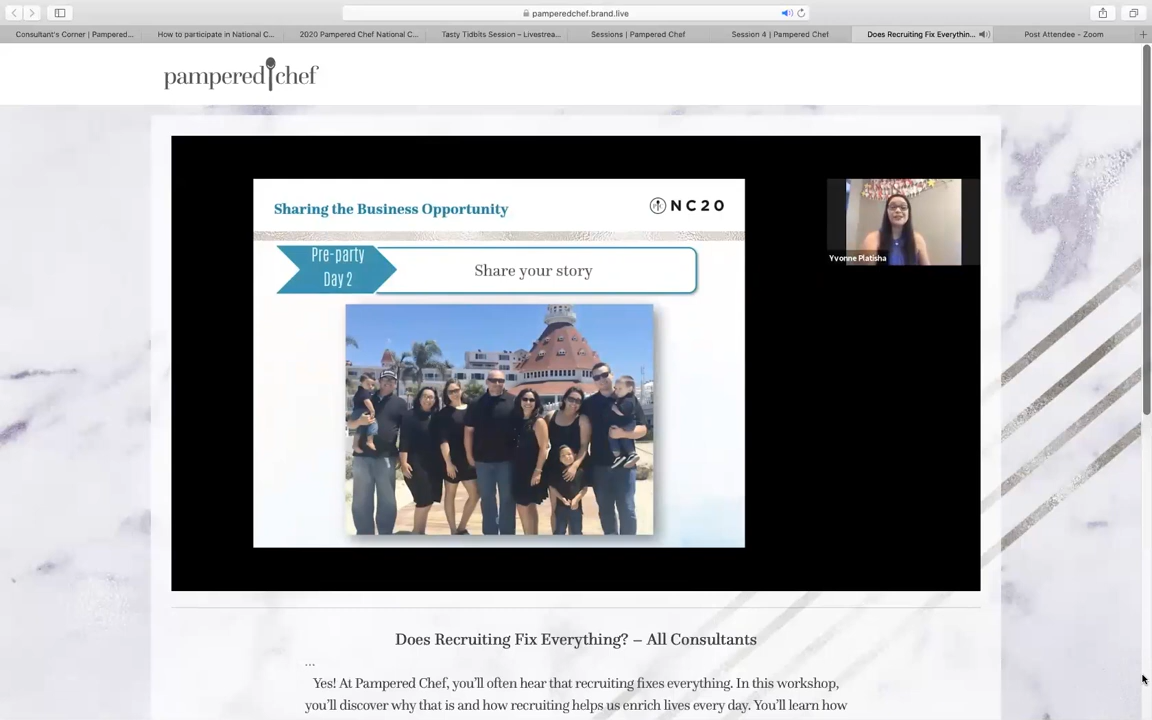 pamperedchef.brand.live
Consultant's Corner | Pampered...
How to participate in National C...
2020 Pampered Chef National C...
Tasty Tidbits Session – Livestrea...
Sessions | Pampered Chef
Session 4 | Pampered Chef
Does Recruiting Fix Everythin...
Post Attendee - Zoom
pampered chef
Sharing the Business Opportunity
NC20
Pre-party
Day 2
Share your story
Yvonne Platisha
Does Recruiting Fix Everything? – All Consultants
...
Yes! At Pampered Chef, you'll often hear that recruiting fixes everything. In this workshop,
you'll discover why that is and how recruiting helps us enrich lives every day. You'll learn how